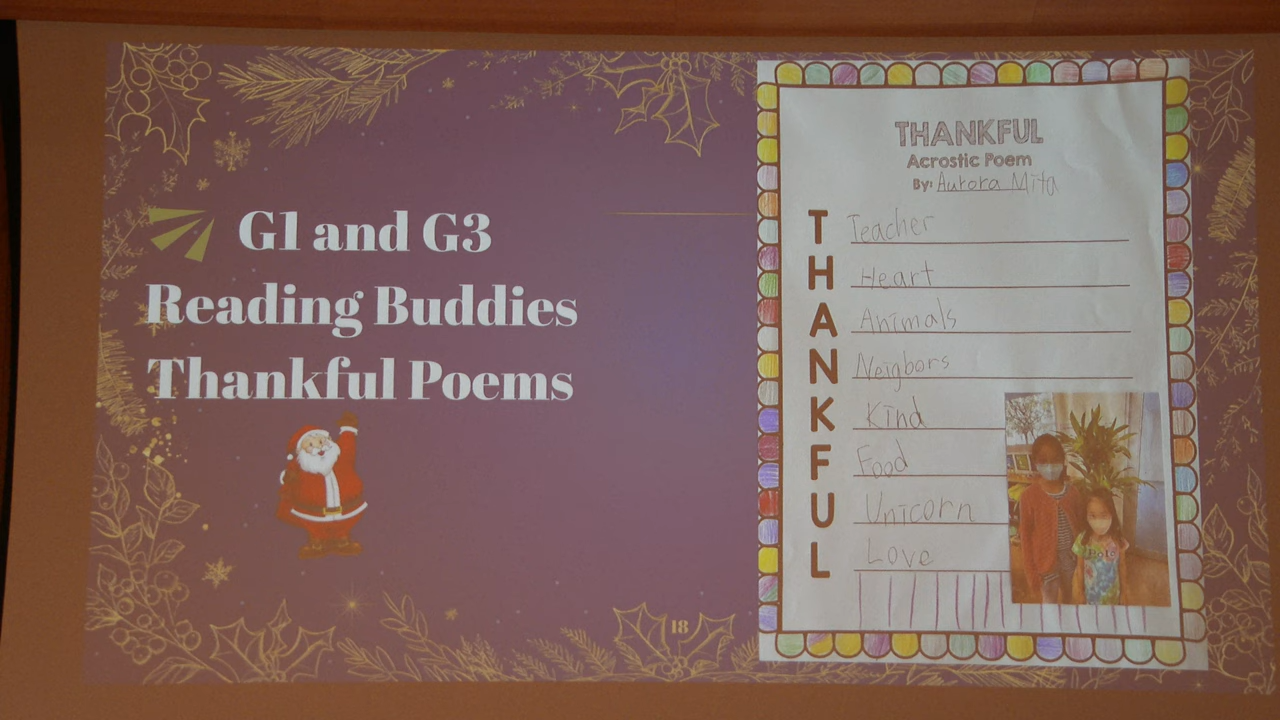 G1 and G3
Reading Buddies
Thankful Poems
18
THANKFUL
Acrostic Poem
By: Aurora Mita
T Teacher
H Heart
A Animals
N Neigbors
K Kind
F Food
U Unicorn
L Love